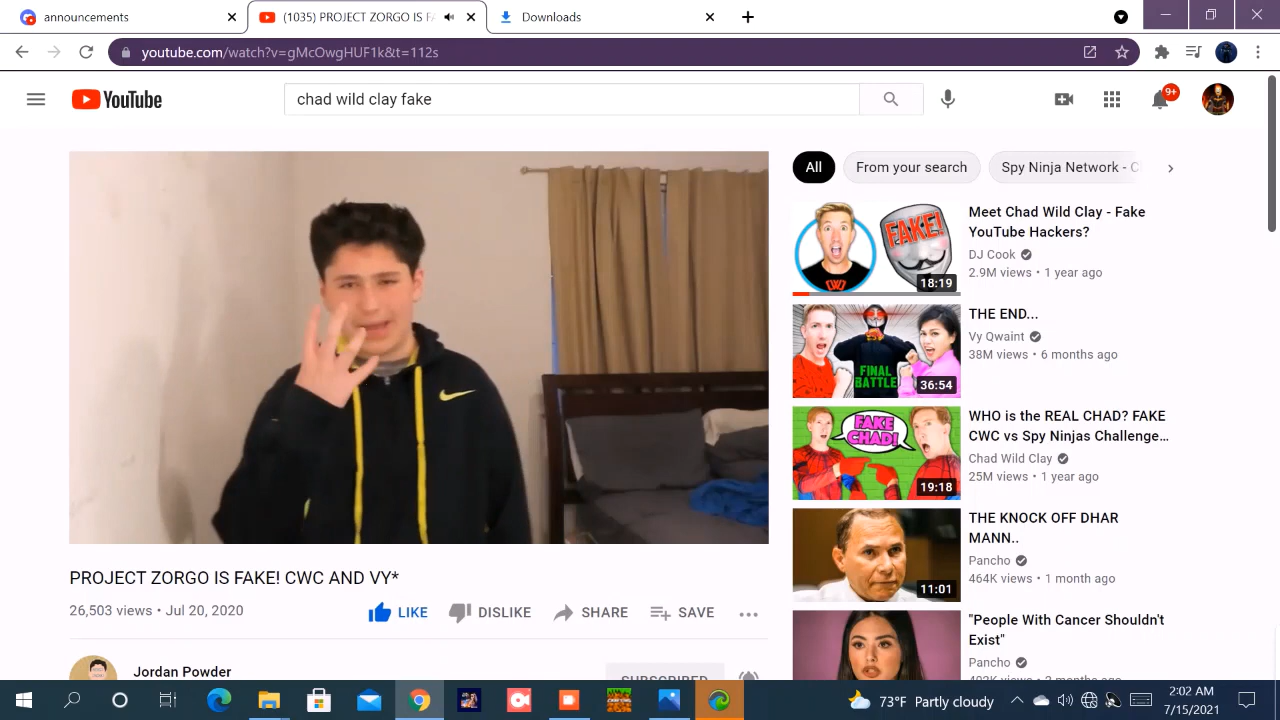 announcements
(1035) PROJECT ZORGO IS FA
Downloads
youtube.com/watch?v=gMcOwgHUF1k&t=112s
YouTube
chad wild clay fake
9+
All
From your search
Spy Ninja Network - C
FAKE!
CWC
18:19
Meet Chad Wild Clay - Fake
YouTube Hackers?
DJ Cook
2.9M views • 1 year ago
FINAL
BATTLE
36:54
THE END...
Vy Qwaint
38M views • 6 months ago
FAKE
CHAD!
19:18
WHO is the REAL CHAD? FAKE
CWC vs Spy Ninjas Challenge...
Chad Wild Clay
25M views • 1 year ago
11:01
THE KNOCK OFF DHAR
MANN..
Pancho
464K views • 1 month ago
"People With Cancer Shouldn't
Exist"
Pancho
PROJECT ZORGO IS FAKE! CWC AND VY*
26,503 views • Jul 20, 2020
LIKE
DISLIKE
SHARE
SAVE
Jordan Powder
SUBSCRIBED
73°F Partly cloudy
2:02 AM
7/15/2021